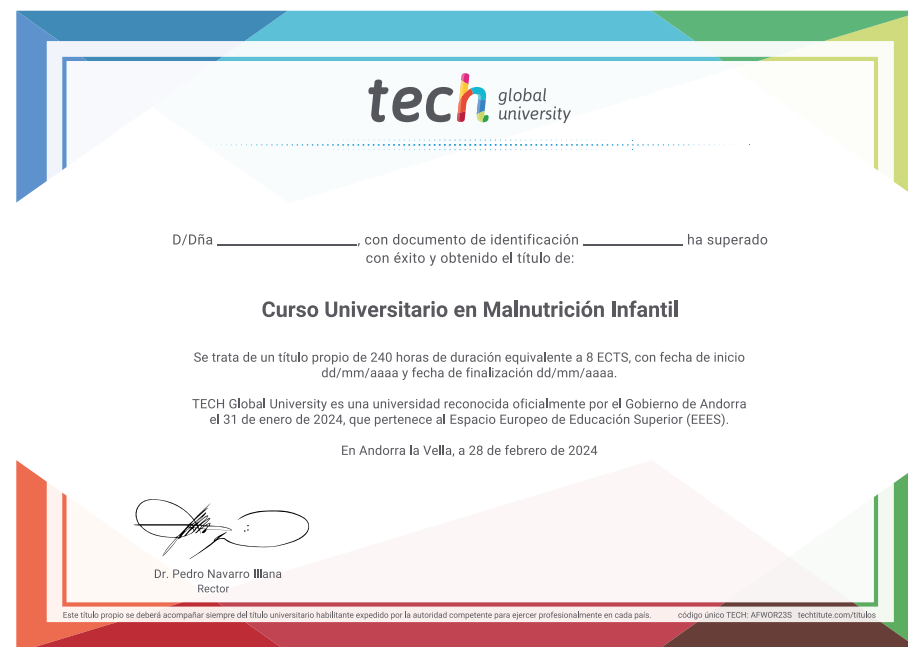 tech global university
D/Dña ____________, con documento de identificación ____________ ha superado
con éxito y obtenido el título de:
Curso Universitario en Malnutrición Infantil
Se trata de un título propio de 240 horas de duración equivalente a 8 ECTS, con fecha de inicio
dd/mm/aaaa y fecha de finalización dd/mm/aaaa.
TECH Global University es una universidad reconocida oficialmente por el Gobierno de Andorra
el 31 de enero de 2024, que pertenece al Espacio Europeo de Educación Superior (EEES).
En Andorra la Vella, a 28 de febrero de 2024
Dr. Pedro Navarro Illana
Rector
Este título propio se deberá acompañar siempre del título universitario habilitante expedido por la autoridad competente para ejercer profesionalmente en cada país. código único TECH: AFWOR23S techtitute.com/títulos